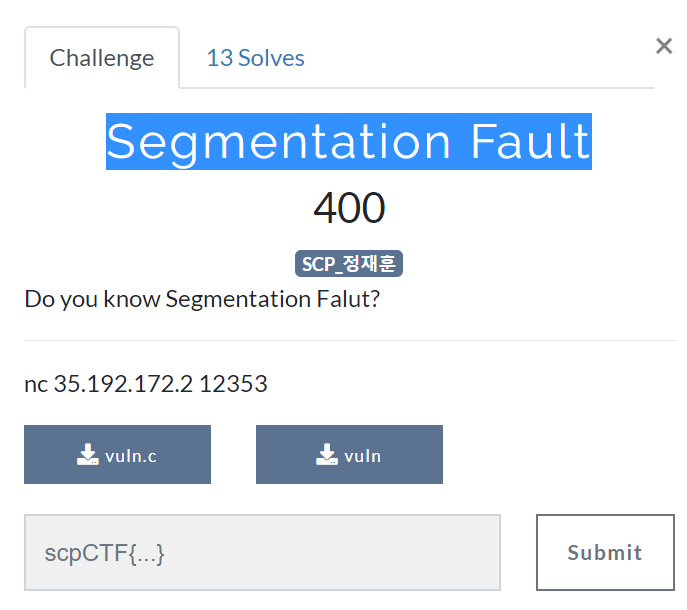 Challenge
13 Solves
×
Segmentation Fault
400
SCP_정재훈
Do you know Segmentation Falut?
nc 35.192.172.2 12353
vuln.c
vuln
scpCTF{...}
Submit